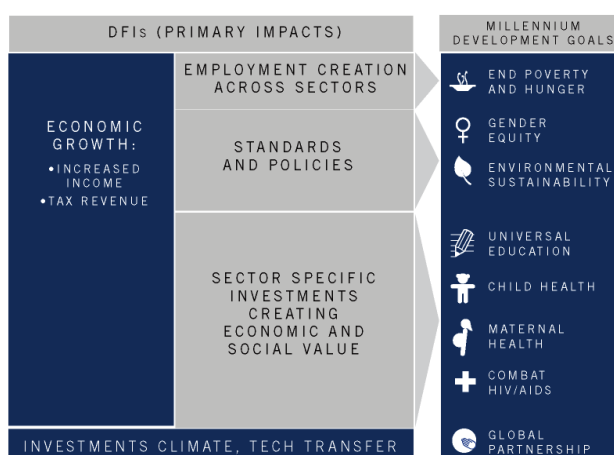 DFIs (PRIMARY IMPACTS)
ECONOMIC
GROWTH:
•INCREASED
INCOME
•TAX REVENUE
EMPLOYMENT CREATION
ACROSS SECTORS
STANDARDS
AND POLICIES
SECTOR SPECIFIC
INVESTMENTS
CREATING
ECONOMIC AND
SOCIAL VALUE
INVESTMENTS CLIMATE, TECH TRANSFER
MILLENNIUM
DEVELOPMENT GOALS
END POVERTY
AND HUNGER
GENDER
EQUITY
ENVIRONMENTAL
SUSTAINABILITY
UNIVERSAL
EDUCATION
CHILD HEALTH
MATERNAL
HEALTH
COMBAT
HIV/AIDS
GLOBAL
PARTNERSHIP